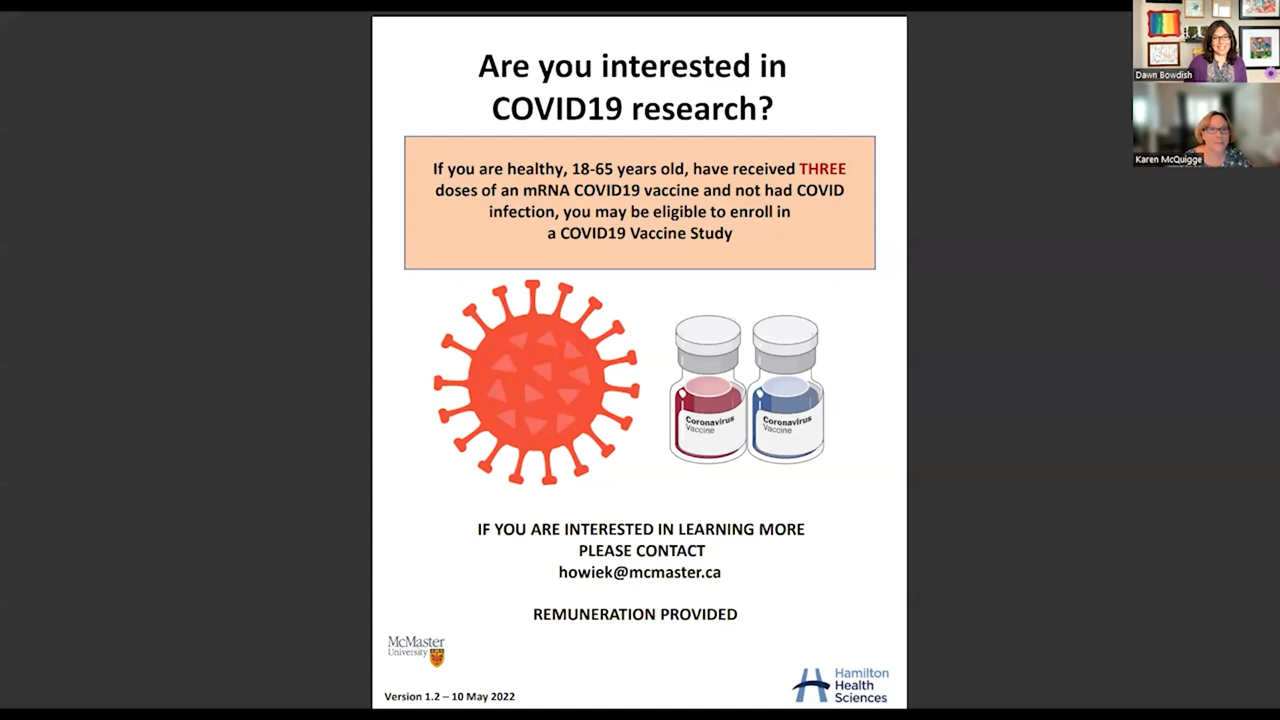 Are you interested in
COVID19 research?
If you are healthy, 18-65 years old, have received THREE
doses of an mRNA COVID19 vaccine and not had COVID
infection, you may be eligible to enroll in
a COVID19 Vaccine Study
Coronavirus
Vaccine
Coronavirus
Vaccine
IF YOU ARE INTERESTED IN LEARNING MORE
PLEASE CONTACT
howiek@mcmaster.ca
REMUNERATION PROVIDED
McMaster
University
Hamilton
Health
Sciences
Version 1.2 – 10 May 2022
Dawn Bowdish
Karen McQuigge